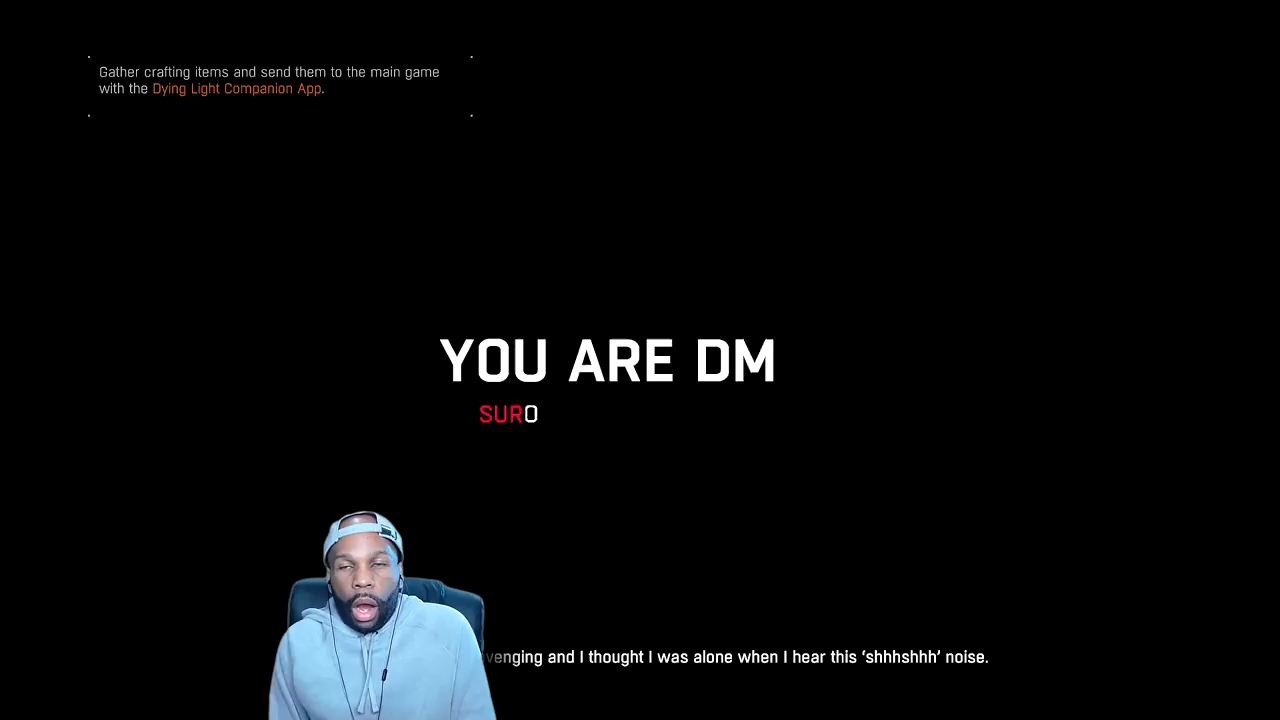 Gather crafting items and send them to the main game
with the Dying Light Companion App.
YOU ARE DM
SURO
venging and I thought I was alone when I hear this ‘shhhshhh’ noise.